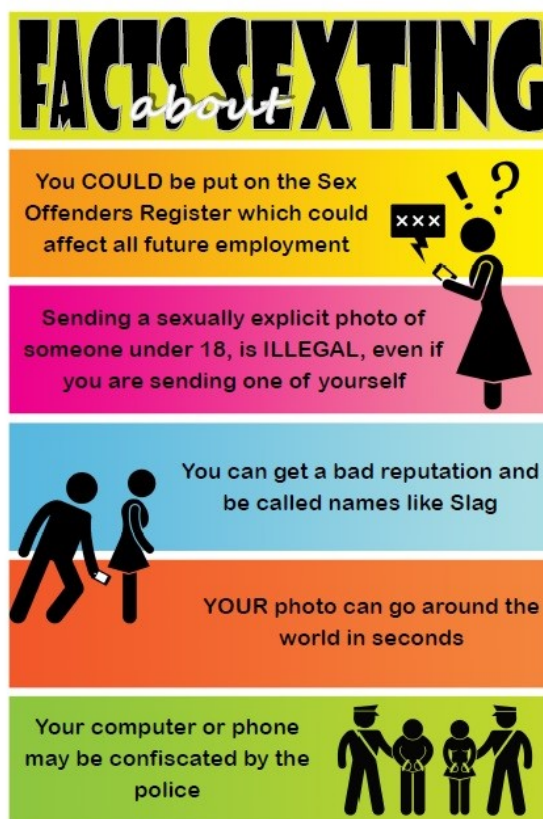 FACTS about SEXTING
You COULD be put on the Sex
Offenders Register which could
affect all future employment
! ?
xxx
Sending a sexually explicit photo of
someone under 18, is ILLEGAL, even if
you are sending one of yourself
You can get a bad reputation and
be called names like Slag
YOUR photo can go around the
world in seconds
Your computer or phone
may be confiscated by the
police